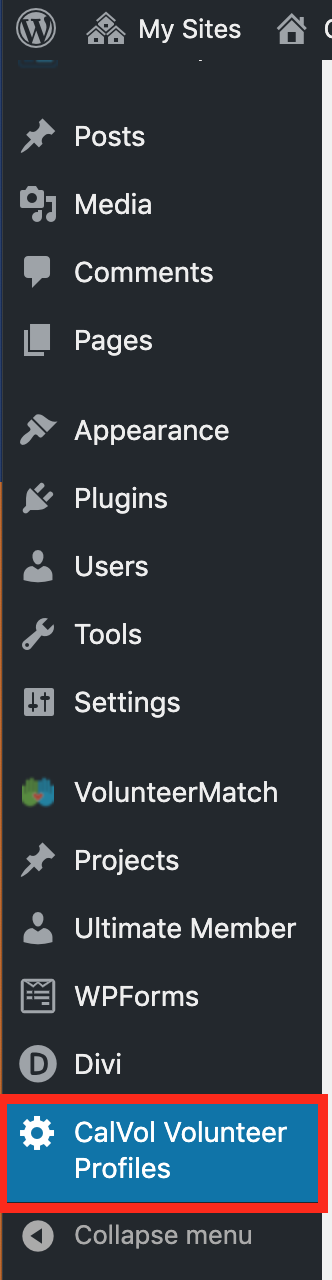 My Sites
Posts
Media
Comments
Pages
Appearance
Plugins
Users
Tools
Settings
VolunteerMatch
Projects
Ultimate Member
WPForms
D Divi
CalVol Volunteer
Profiles
Collapse menu